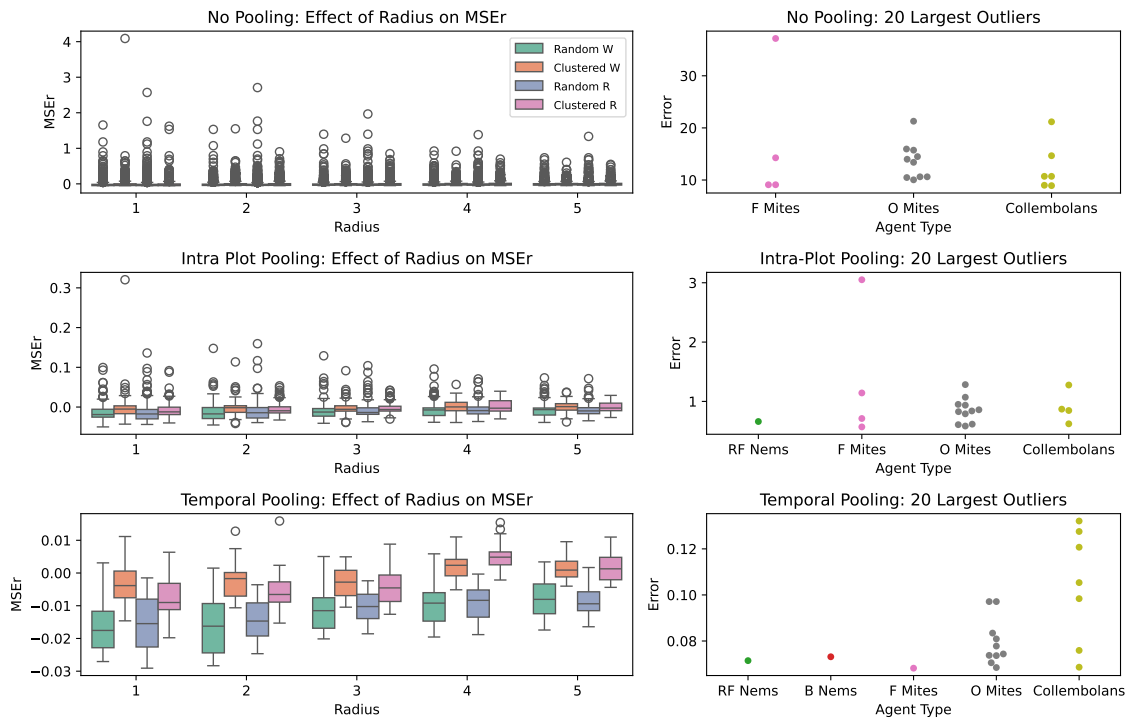 No Pooling: Effect of Radius on MSEr
MSEr
4
3
2
1
0
1 2 3 4 5
Radius
Random W
Clustered W
Random R
Clustered R
No Pooling: 20 Largest Outliers
Error
30
20
10
F Mites O Mites Collembolans
Agent Type
Intra Plot Pooling: Effect of Radius on MSEr
MSEr
0.3
0.2
0.1
0.0
1 2 3 4 5
Radius
Intra-Plot Pooling: 20 Largest Outliers
Error
3
2
1
RF Nems F Mites O Mites Collembolans
Agent Type
Temporal Pooling: Effect of Radius on MSEr
MSEr
0.01
0.00
−0.01
−0.02
−0.03
1 2 3 4 5
Radius
Temporal Pooling: 20 Largest Outliers
Error
0.12
0.10
0.08
RF Nems B Nems F Mites O Mites Collembolans
Agent Type